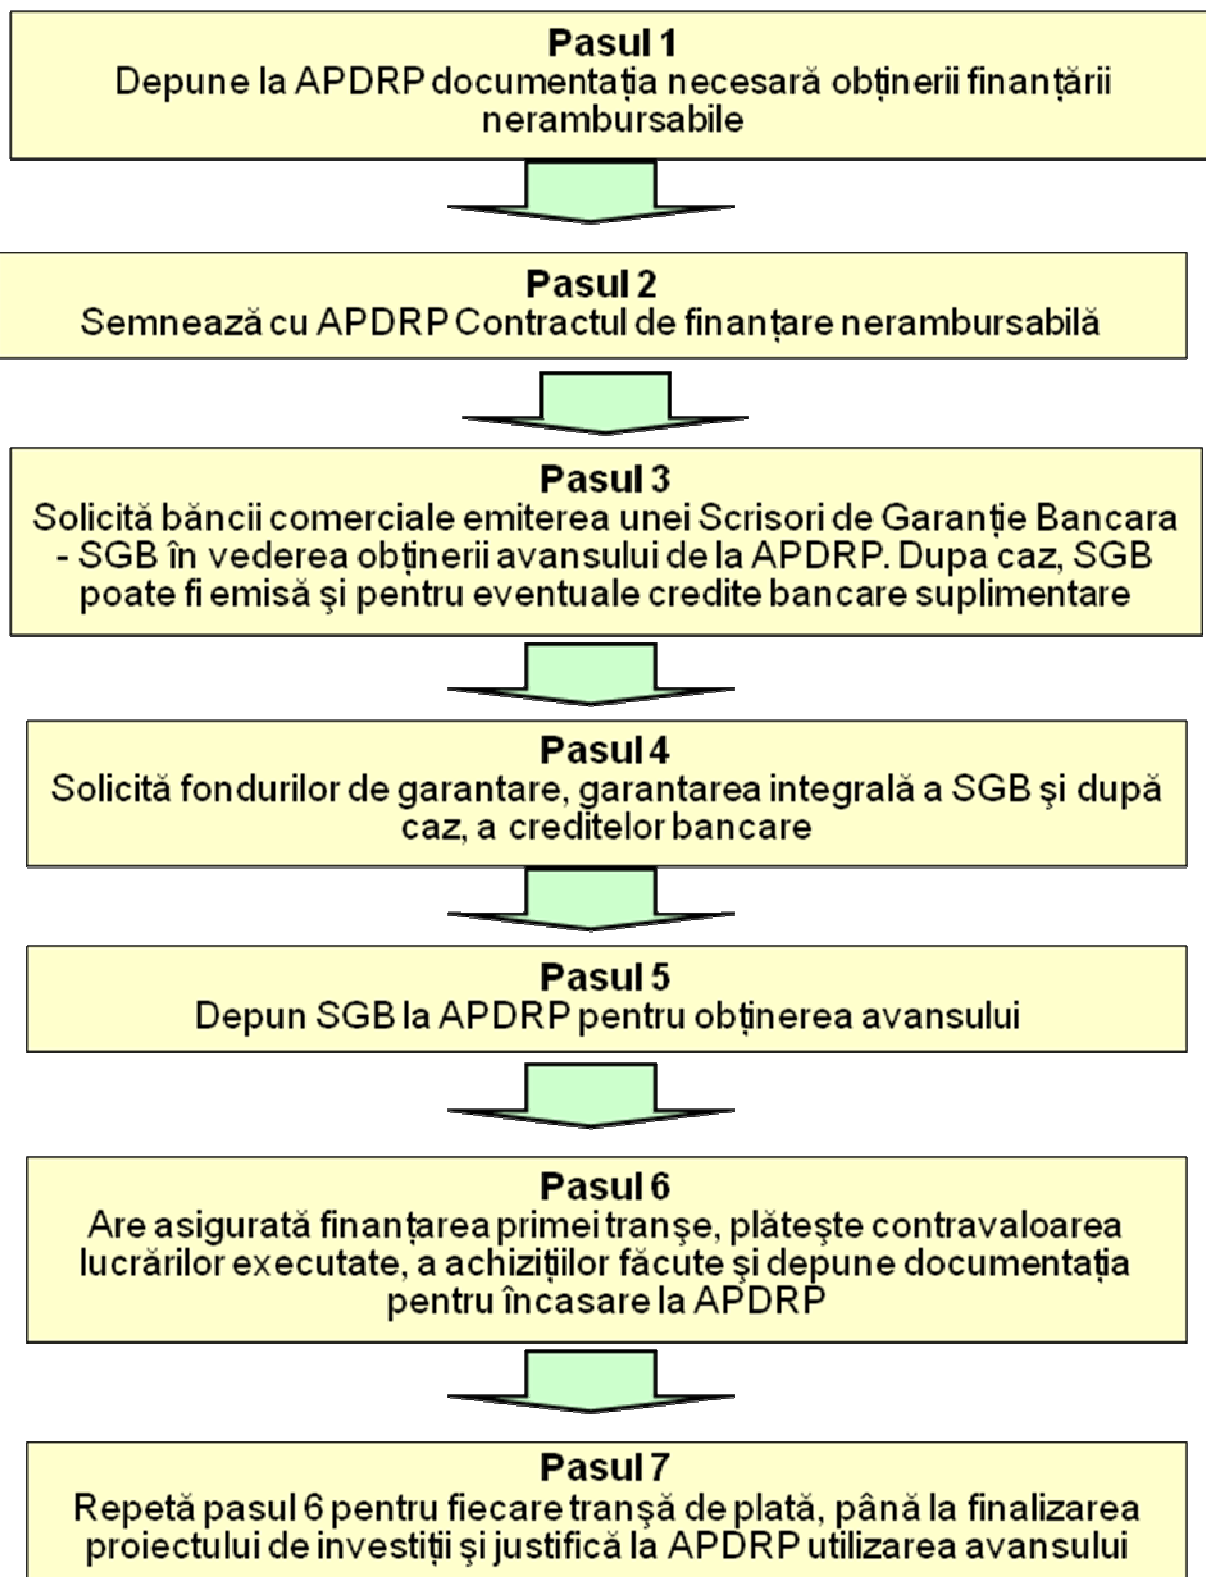 Pasul 1
Depune la APDRP documentația necesară obținerii finanțării
nerambursabile
Pasul 2
Semnează cu APDRP Contractul de finanțare nerambursabilă
Pasul 3
Solicită băncii comerciale emiterea unei Scrisori de Garanție Bancara
- SGB în vederea obținerii avansului de la APDRP. Dupa caz, SGB
poate fi emisă şi pentru eventuale credite bancare suplimentare
Pasul 4
Solicită fondurilor de garantare, garantarea integrală a SGB şi după
caz, a creditelor bancare
Pasul 5
Depun SGB la APDRP pentru obținerea avansului
Pasul 6
Are asigurată finanțarea primei tranşe, plăteşte contravaloarea
lucrărilor executate, a achizițiilor făcute şi depune documentația
pentru încasare la APDRP
Pasul 7
Repetă pasul 6 pentru fiecare tranşă de plată, până la finalizarea
proiectului de investiții şi justifică la APDRP utilizarea avansului